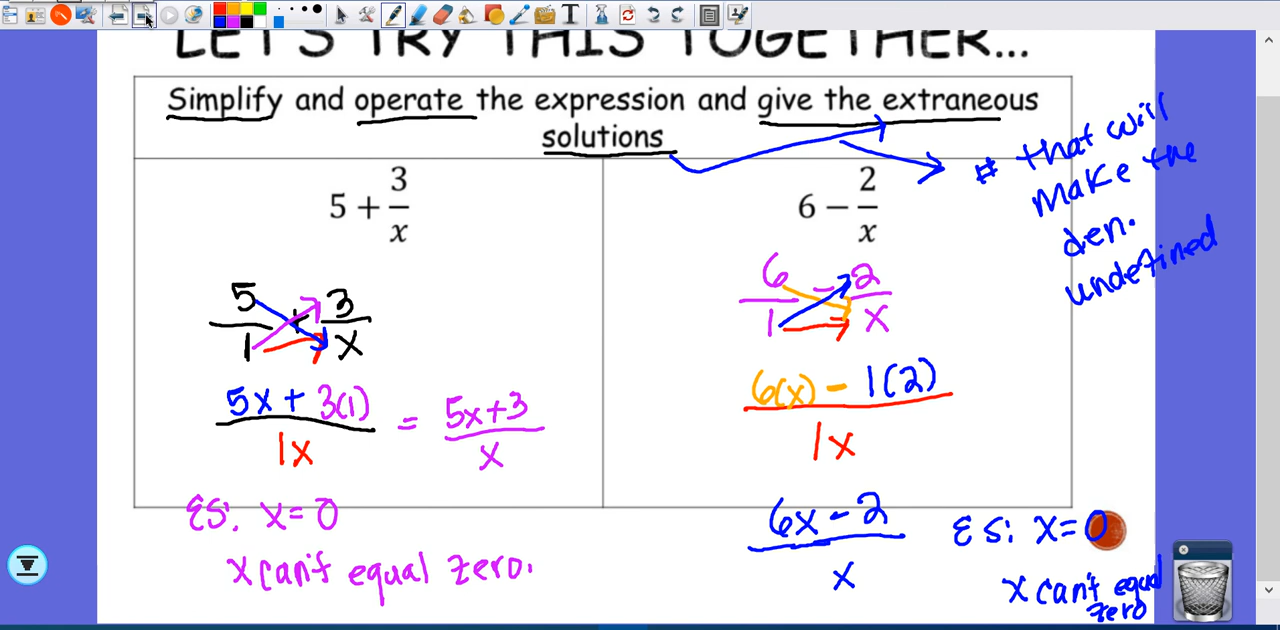 LET'S TRY THIS TOGETHER...
Simplify and operate the expression and give the extraneous
solutions
# that will
make the
den.
undefined
5 + 3/x
5/1 + 3/x
(5x + 3(1))/1x = (5x+3)/x
ES: x=0
x can't equal zero.
6 − 2/x
6/1 − 2/x
(6(x) − 1(2))/1x
(6x − 2)/x
ES: x=0
x can't equal
zero